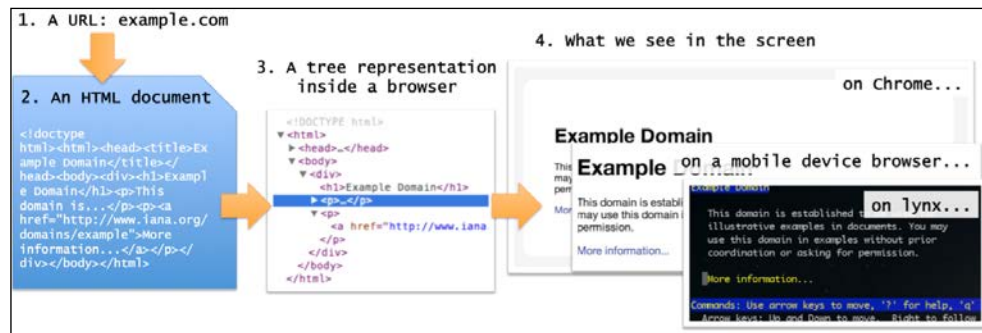 1. A URL: example.com
2. An HTML document
<!doctype
html><html><head><title>Ex
ample Domain</title></
head><body><div><h1>Exampl
e Domain</h1><p>This
domain is...</p><p><a
href="http://www.iana.org/
domains/example">More
information...</a></p></
div></body></html>
3. A tree representation
inside a browser
<!DOCTYPE html>
▼<html>
▶<head>…</head>
▼<body>
▼<div>
<h1>Example Domain</h1>
▶<p>…</p>
▼<p>
<a href="http://www.iana
</p>
</div>
</body>
</html>
4. What we see in the screen
on Chrome...
Example Domain
This
may
perm
Mor
on a mobile device browser...
Example Domain
This domain is establi
may use this domain i
permission.
More information...
on lynx...
Example Domain
This domain is established t
illustrative examples in documents. You may
use this domain in examples without prior
coordination or asking for permission.
More information...
Commands: Use arrow keys to move, '?' for help, 'q'
Arrow keys: Up and Down to move. Right to follow